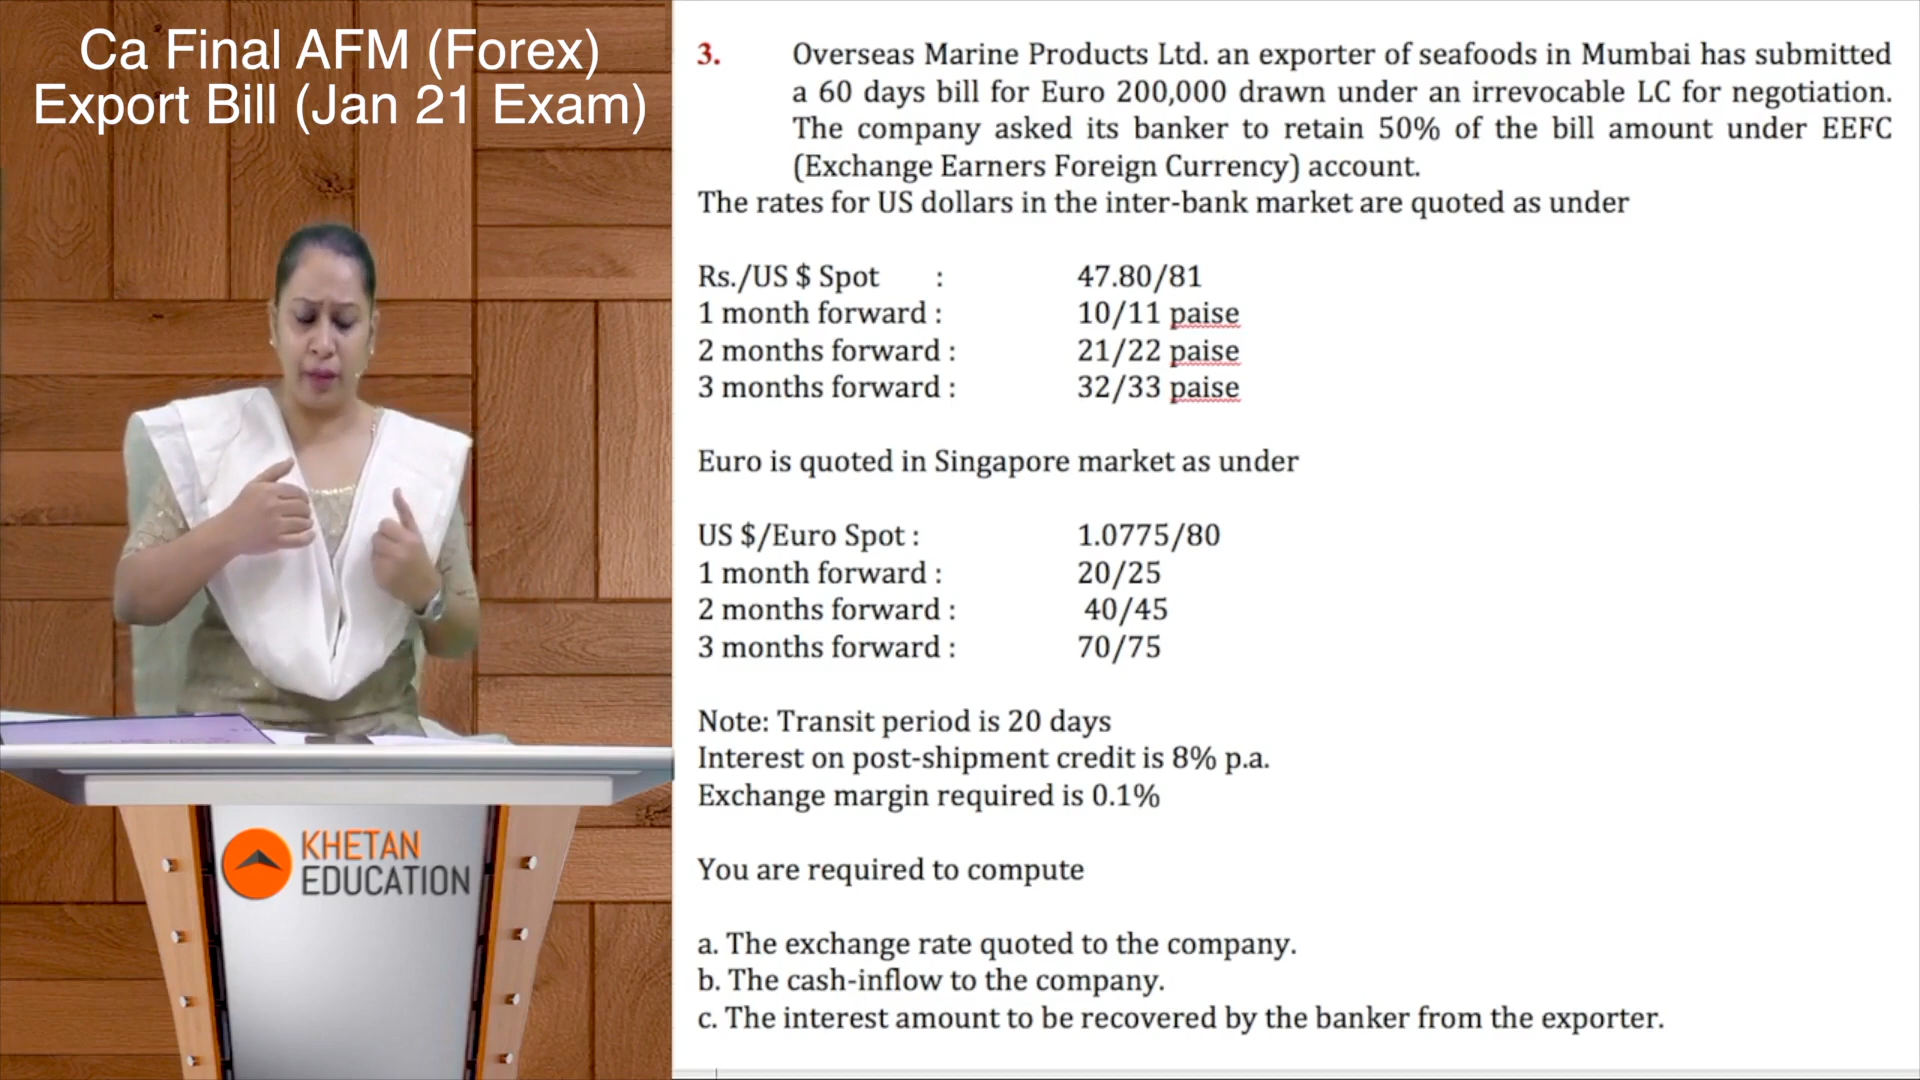 Ca Final AFM (Forex)
Export Bill (Jan 21 Exam)
3. Overseas Marine Products Ltd. an exporter of seafoods in Mumbai has submitted
a 60 days bill for Euro 200,000 drawn under an irrevocable LC for negotiation.
The company asked its banker to retain 50% of the bill amount under EEFC
(Exchange Earners Foreign Currency) account.
The rates for US dollars in the inter-bank market are quoted as under
Rs./US $ Spot : 47.80/81
1 month forward : 10/11 paise
2 months forward : 21/22 paise
3 months forward : 32/33 paise
Euro is quoted in Singapore market as under
US $/Euro Spot : 1.0775/80
1 month forward : 20/25
2 months forward : 40/45
3 months forward : 70/75
Note: Transit period is 20 days
Interest on post-shipment credit is 8% p.a.
Exchange margin required is 0.1%
You are required to compute
a. The exchange rate quoted to the company.
b. The cash-inflow to the company.
c. The interest amount to be recovered by the banker from the exporter.
KHETAN
EDUCATION